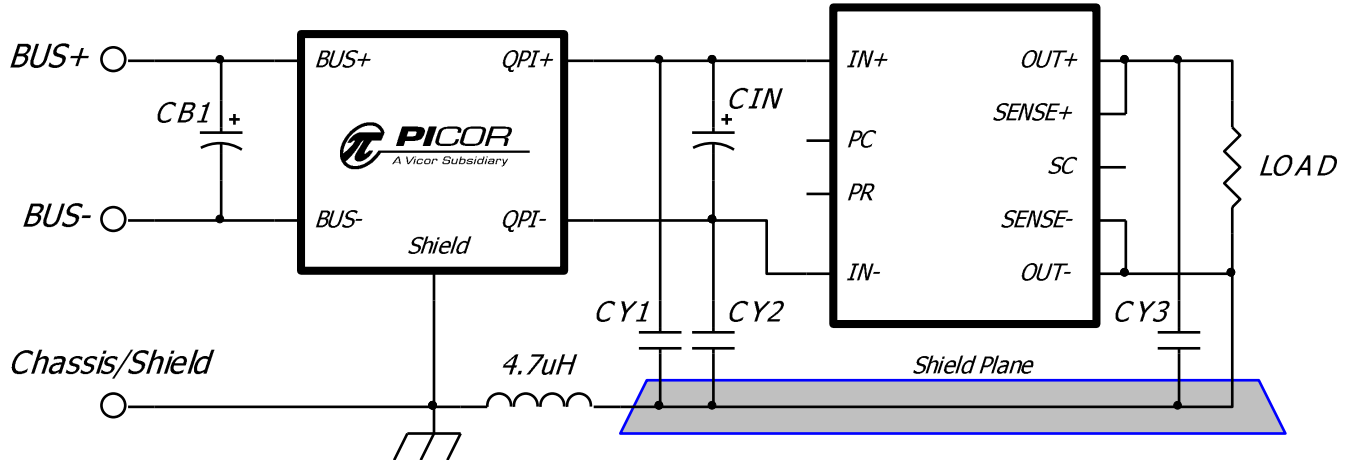 BUS+
BUS-
CB1
+
BUS+
QPI+
PICOR
A Vicor Subsidiary
BUS-
QPI-
Shield
CIN
+
IN+
OUT+
SENSE+
PC
SC
PR
SENSE-
IN-
OUT-
LOAD
CY1
CY2
CY3
Chassis/Shield
4.7uH
Shield Plane